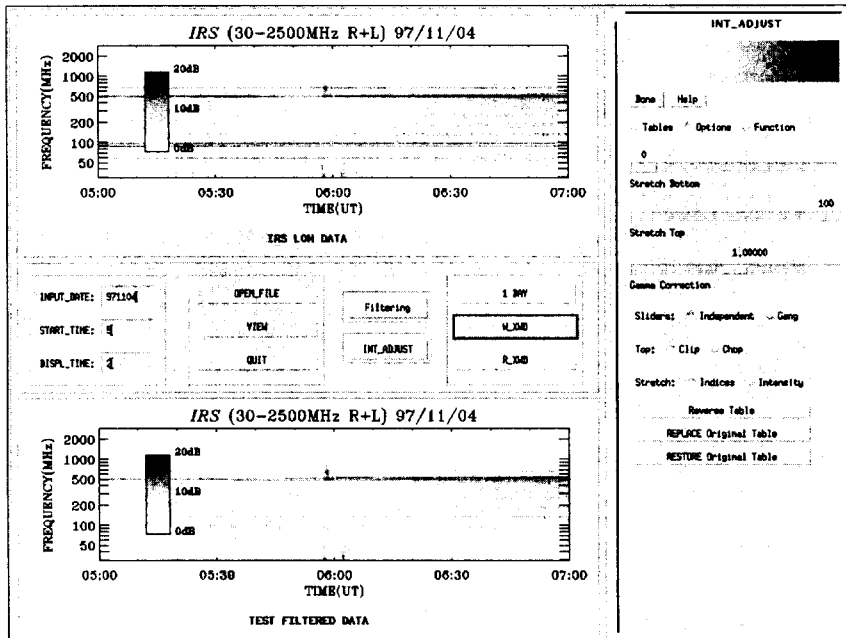 IRS (30-2500MHz R+L) 97/11/04
FREQUENCY(MHz)
2000
1000
500
200
100
50
20dB
10dB
0dB
05:00 05:30 06:00 06:30 07:00
TIME(UT)
IRS LOW DATA
INPUT_DATE: 971104
START_TIME: 5
DISPL_TIME: 2
OPEN_FILE
VIEW
QUIT
Filtering
INT_ADJUST
1 DAY
W_XWD
R_XWD
IRS (30-2500MHz R+L) 97/11/04
FREQUENCY(MHz)
2000
1000
500
200
100
50
20dB
10dB
0dB
05:00 05:30 06:00 06:30 07:00
TIME(UT)
TEST FILTERED DATA
INT_ADJUST
Done Help
Tables Options Function
0
Stretch Bottom
100
Stretch Top
1.00000
Gamma Correction
Sliders: Independent Gang
Top: Clip Chop
Stretch: Indices Intensity
Reverse Table
REPLACE Original Table
RESTORE Original Table